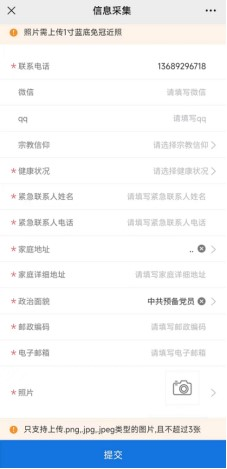 信息采集
照片需上传1寸蓝底免冠近照
*联系电话 13689296718
微信 请填写微信
qq 请填写qq
宗教信仰 请选择宗教信仰
*健康状况 请选择健康状况
*紧急联系人姓名 请填写紧急联系人姓名
*紧急联系人电话 请填写紧急联系人电话
*家庭地址 ..
*家庭详细地址 请填写家庭详细地址
*政治面貌 中共预备党员
*邮政编码 请填写邮政编码
*电子邮箱 请填写电子邮箱
*照片
只支持上传.png,.jpg,.jpeg类型的图片,且不超过3张
提交